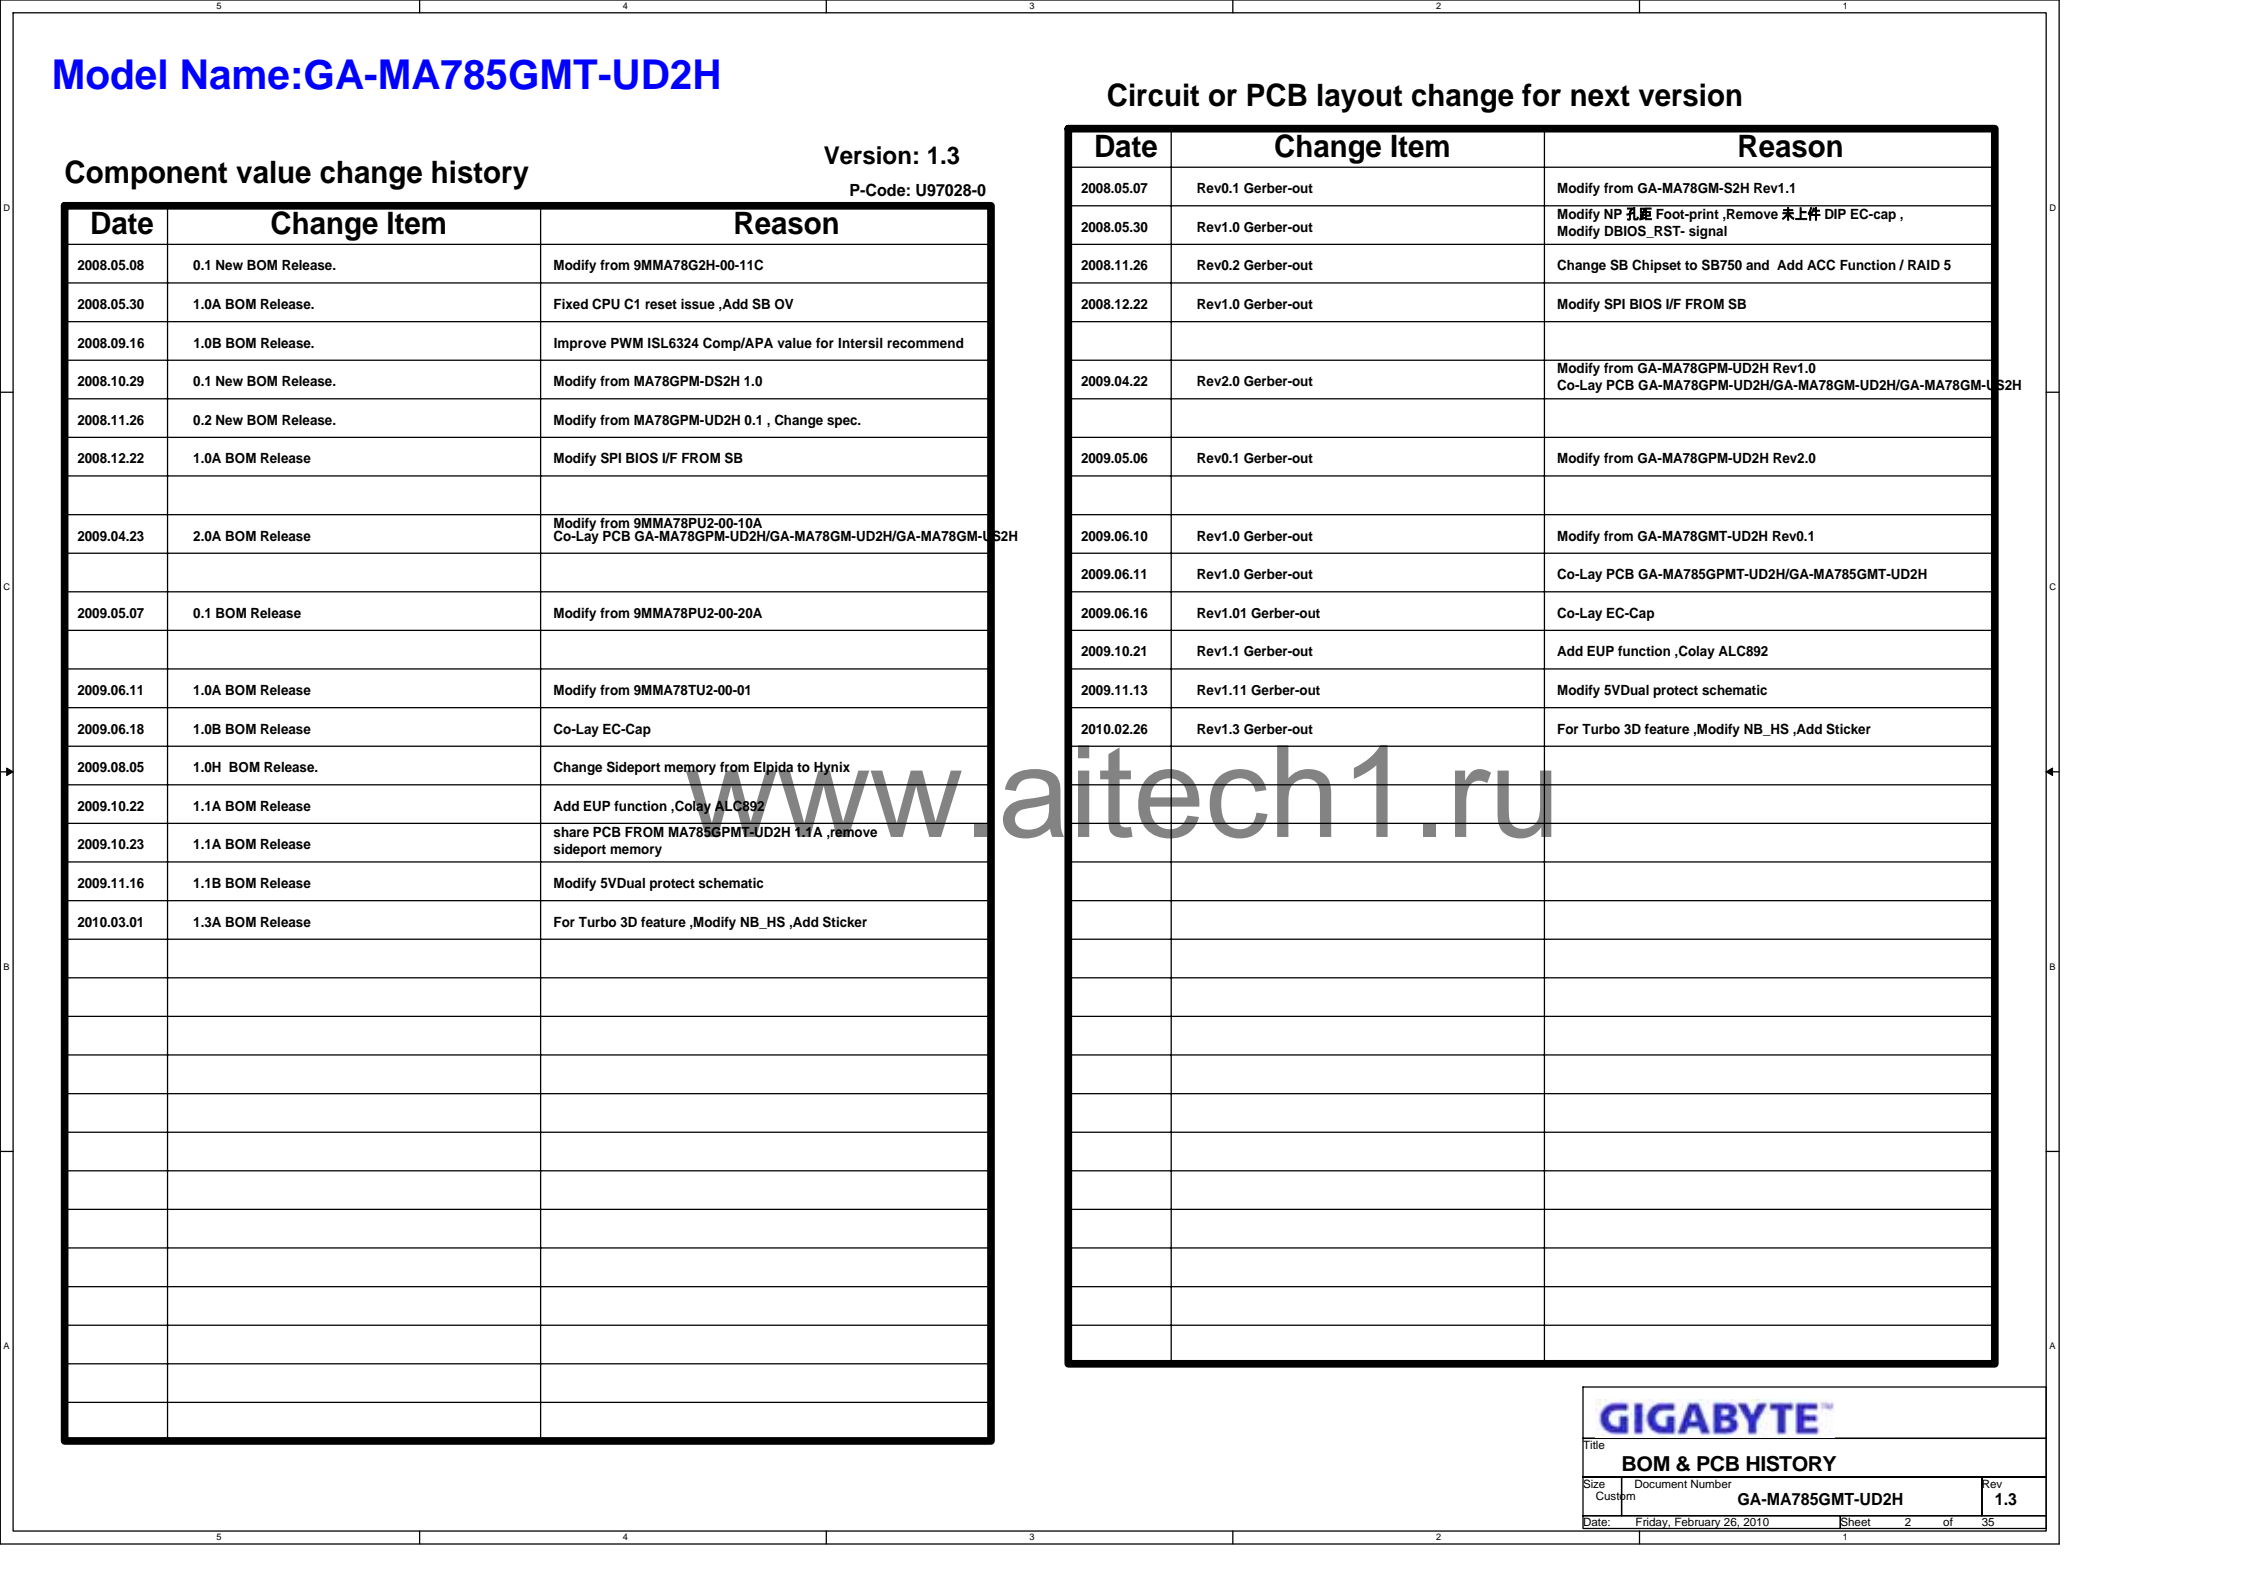 5 4 3 2 1
Model Name:GA-MA785GMT-UD2H
Version: 1.3
Component value change history
P-Code: U97028-0
Date Change Item Reason
2008.05.08 0.1 New BOM Release. Modify from 9MMA78G2H-00-11C
2008.05.30 1.0A BOM Release. Fixed CPU C1 reset issue ,Add SB OV
2008.09.16 1.0B BOM Release. Improve PWM ISL6324 Comp/APA value for Intersil recommend
2008.10.29 0.1 New BOM Release. Modify from MA78GPM-DS2H 1.0
2008.11.26 0.2 New BOM Release. Modify from MA78GPM-UD2H 0.1 , Change spec.
2008.12.22 1.0A BOM Release Modify SPI BIOS I/F FROM SB
Modify from 9MMA78PU2-00-10A
2009.04.23 2.0A BOM Release Co-Lay PCB GA-MA78GPM-UD2H/GA-MA78GM-UD2H/GA-MA78GM-US2H
2009.05.07 0.1 BOM Release Modify from 9MMA78PU2-00-20A
2009.06.11 1.0A BOM Release Modify from 9MMA78TU2-00-01
2009.06.18 1.0B BOM Release Co-Lay EC-Cap
2009.08.05 1.0H BOM Release. Change Sideport memory from Elpida to Hynix
2009.10.22 1.1A BOM Release Add EUP function ,Colay ALC892
share PCB FROM MA785GPMT-UD2H 1.1A ,remove
2009.10.23 1.1A BOM Release
sideport memory
2009.11.16 1.1B BOM Release Modify 5VDual protect schematic
2010.03.01 1.3A BOM Release For Turbo 3D feature ,Modify NB_HS ,Add Sticker
Circuit or PCB layout change for next version
Date Change Item Reason
2008.05.07 Rev0.1 Gerber-out Modify from GA-MA78GM-S2H Rev1.1
Modify NP 孔距 Foot-print ,Remove 未上件 DIP EC-cap ,
2008.05.30 Rev1.0 Gerber-out
Modify DBIOS_RST- signal
2008.11.26 Rev0.2 Gerber-out Change SB Chipset to SB750 and Add ACC Function / RAID 5
2008.12.22 Rev1.0 Gerber-out Modify SPI BIOS I/F FROM SB
Modify from GA-MA78GPM-UD2H Rev1.0
2009.04.22 Rev2.0 Gerber-out
Co-Lay PCB GA-MA78GPM-UD2H/GA-MA78GM-UD2H/GA-MA78GM-US2H
2009.05.06 Rev0.1 Gerber-out Modify from GA-MA78GPM-UD2H Rev2.0
2009.06.10 Rev1.0 Gerber-out Modify from GA-MA78GMT-UD2H Rev0.1
2009.06.11 Rev1.0 Gerber-out Co-Lay PCB GA-MA785GPMT-UD2H/GA-MA785GMT-UD2H
2009.06.16 Rev1.01 Gerber-out Co-Lay EC-Cap
2009.10.21 Rev1.1 Gerber-out Add EUP function ,Colay ALC892
2009.11.13 Rev1.11 Gerber-out Modify 5VDual protect schematic
2010.02.26 Rev1.3 Gerber-out For Turbo 3D feature ,Modify NB_HS ,Add Sticker
www.aitech1.ru
D D
C C
B B
A A
GIGABYTE™
Title
BOM & PCB HISTORY
Size Document Number Rev
Custom GA-MA785GMT-UD2H 1.3
Date: Friday, February 26, 2010 Sheet 2 of 35
5 4 3 2 1